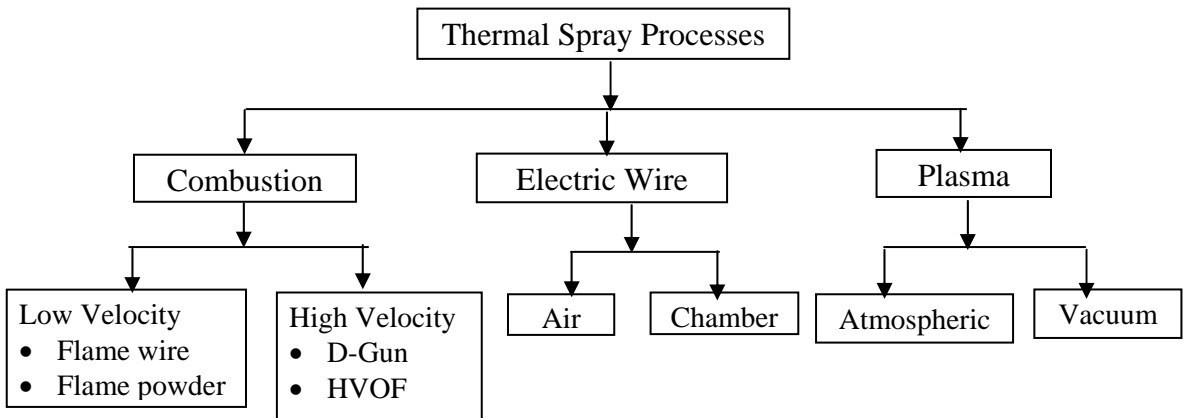 Thermal Spray Processes
Combustion
Electric Wire
Plasma
Low Velocity
• Flame wire
• Flame powder
High Velocity
• D-Gun
• HVOF
Air
Chamber
Atmospheric
Vacuum